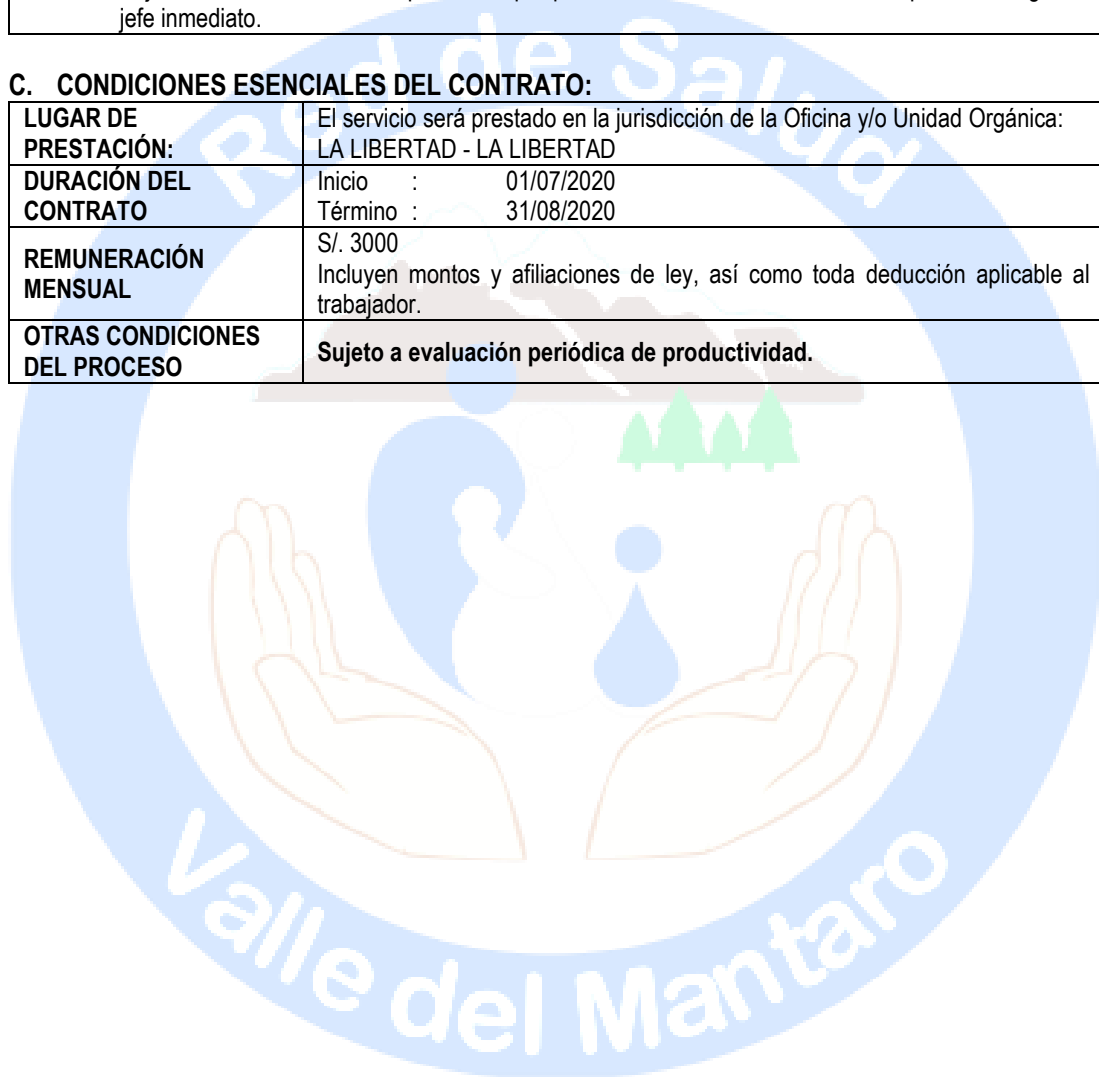 jefe inmediato.
C. CONDICIONES ESENCIALES DEL CONTRATO:
LUGAR DE PRESTACIÓN:
El servicio será prestado en la jurisdicción de la Oficina y/o Unidad Orgánica:
LA LIBERTAD - LA LIBERTAD
DURACIÓN DEL CONTRATO
Inicio : 01/07/2020
Término : 31/08/2020
REMUNERACIÓN MENSUAL
S/. 3000
Incluyen montos y afiliaciones de ley, así como toda deducción aplicable al
trabajador.
OTRAS CONDICIONES DEL PROCESO
Sujeto a evaluación periódica de productividad.
Red de Salud
Valle del Mantaro